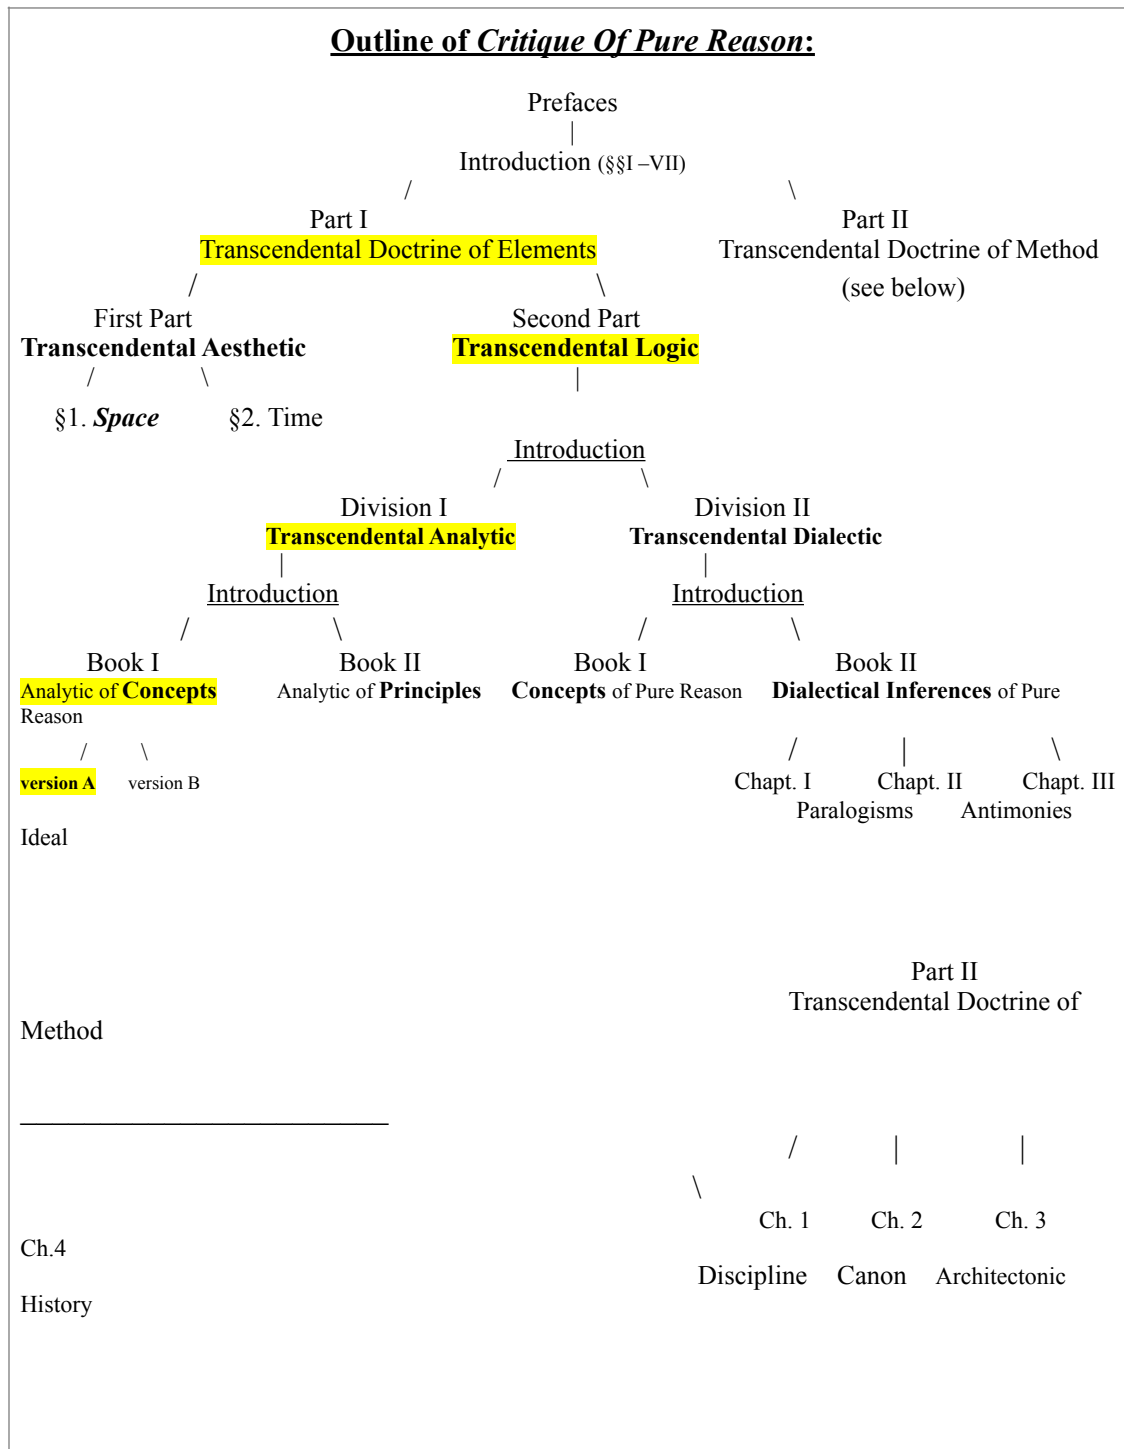 Outline of Critique Of Pure Reason:
Prefaces
|
Introduction (§§I –VII)
/ \
Part I Part II
Transcendental Doctrine of Elements Transcendental Doctrine of Method
/ \ (see below)
First Part Second Part
Transcendental Aesthetic Transcendental Logic
/ \ |
§1. Space §2. Time
Introduction
/ \
Division I Division II
Transcendental Analytic Transcendental Dialectic
| |
Introduction Introduction
/ \ / \
Book I Book II Book I Book II
Analytic of Concepts Analytic of Principles Concepts of Pure Reason Dialectical Inferences of Pure
Reason
/ \ / | \
version A version B Chapt. I Chapt. II Chapt. III
Paralogisms Antimonies
Ideal
Part II
Transcendental Doctrine of
Method
/ | |
\
Ch. 1 Ch. 2 Ch. 3
Ch.4
Discipline Canon Architectonic
History